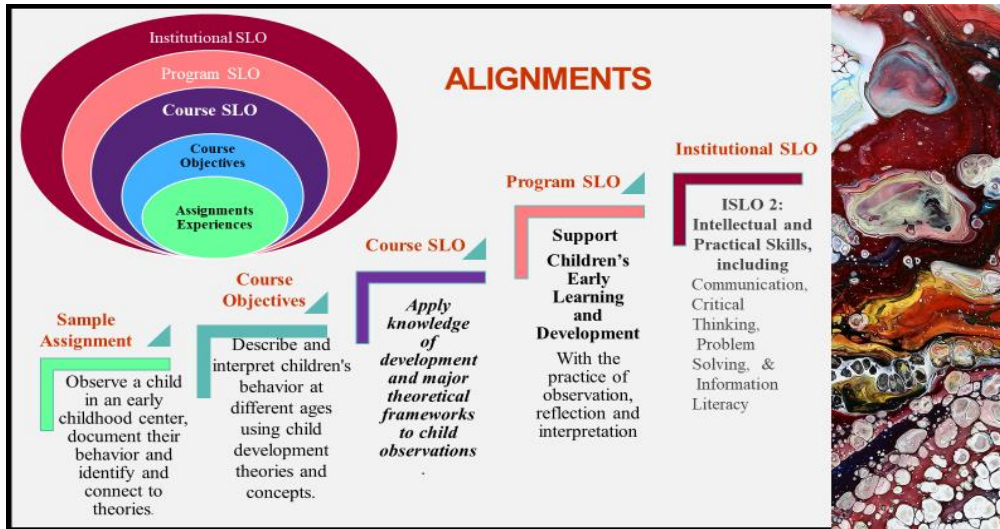 Institutional SLO
Program SLO
Course SLO
Course
Objectives
Assignments
Experiences
ALIGNMENTS
Sample
Assignment
Observe a child
in an early
childhood center,
document their
behavior and
identify and
connect to
theories.
Course
Objectives
Describe and
interpret children's
behavior at
different ages
using child
development
theories and
concepts.
Course SLO
Apply
knowledge
of
development
and major
theoretical
frameworks
to child
observations
.
Program SLO
Support
Children’s
Early
Learning
and
Development
With the
practice of
observation,
reflection and
interpretation
Institutional SLO
ISLO 2:
Intellectual and
Practical Skills,
including
Communication,
Critical
Thinking,
Problem
Solving, &
Information
Literacy